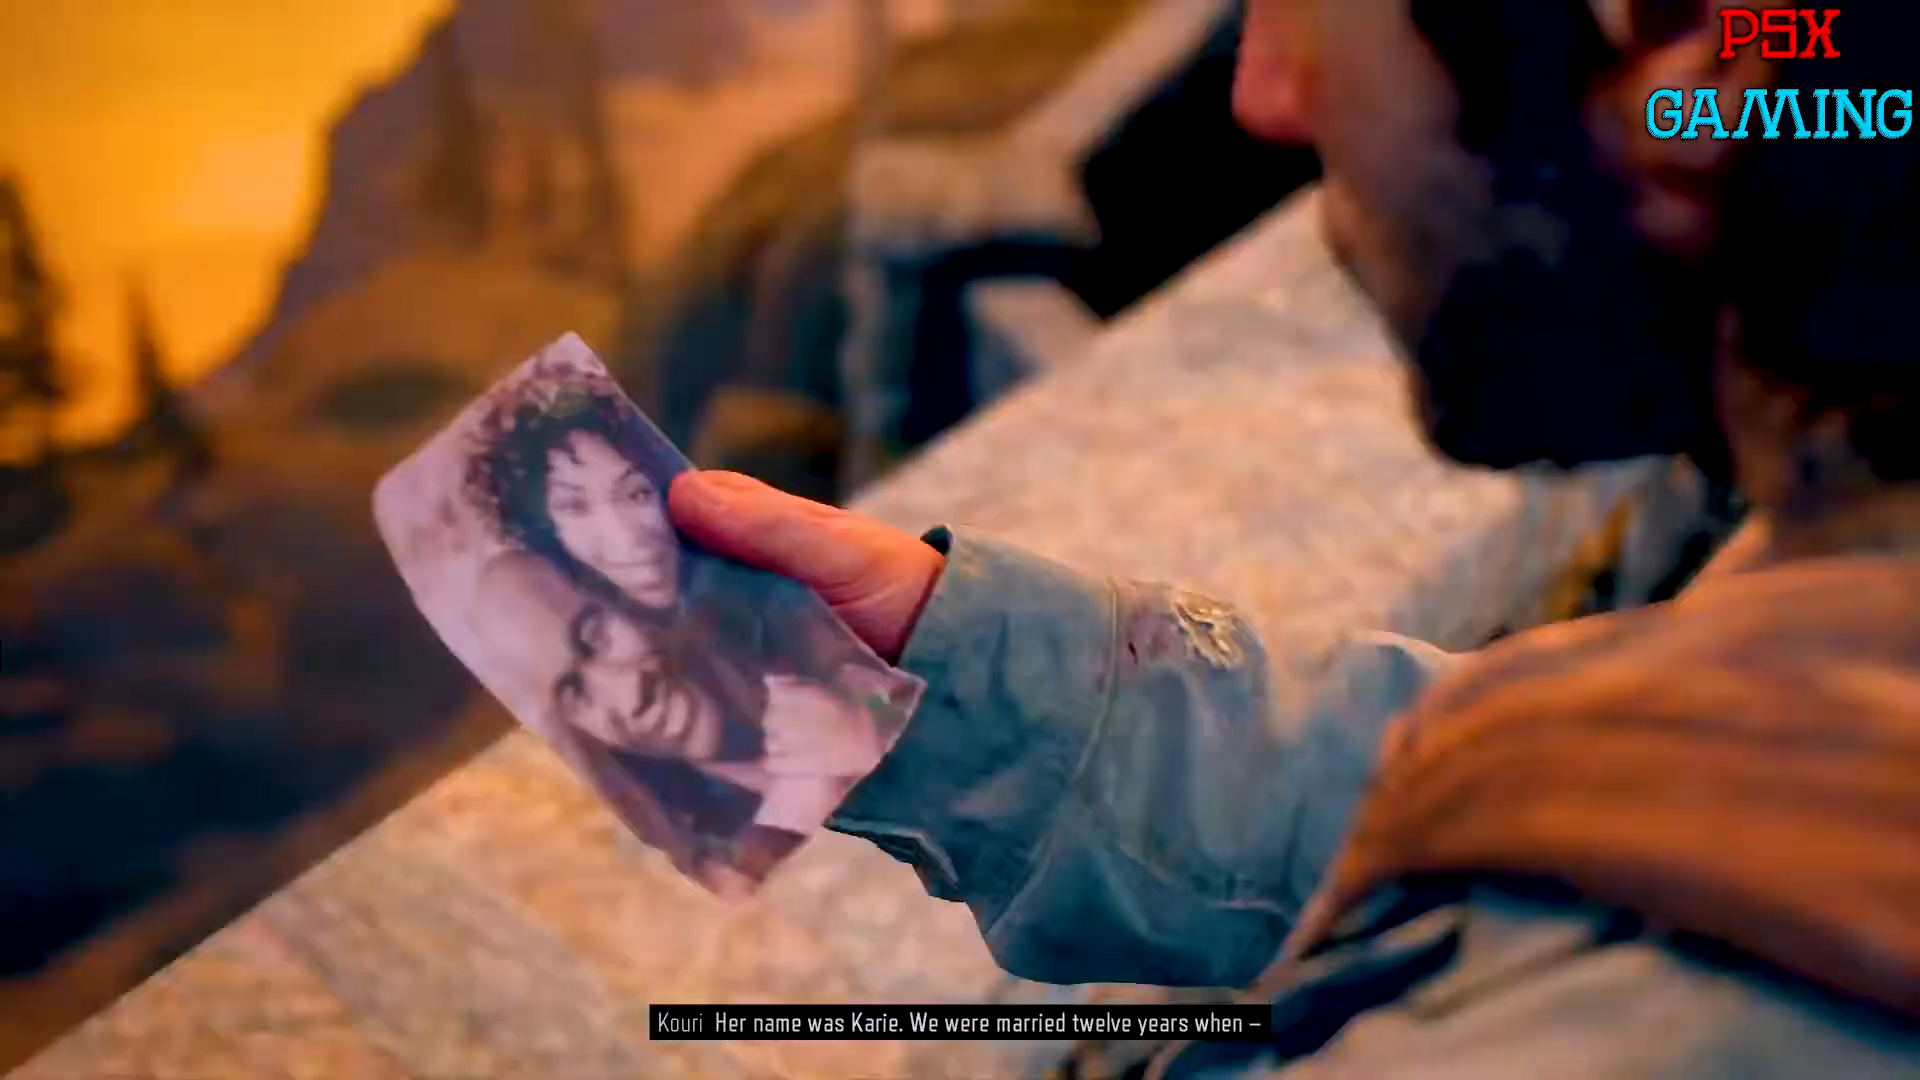 PSX
GAMING
Kouri Her name was Karie. We were married twelve years when –